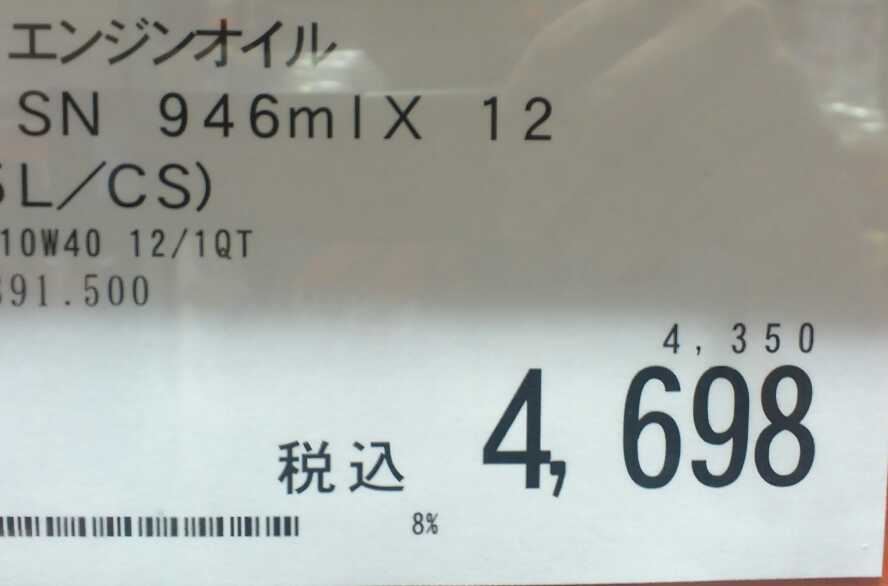 エンジンオイル
SN 946mlX 12
L/CS)
10W40 12/1QT
91.500
4,350
税込 4,698
8%